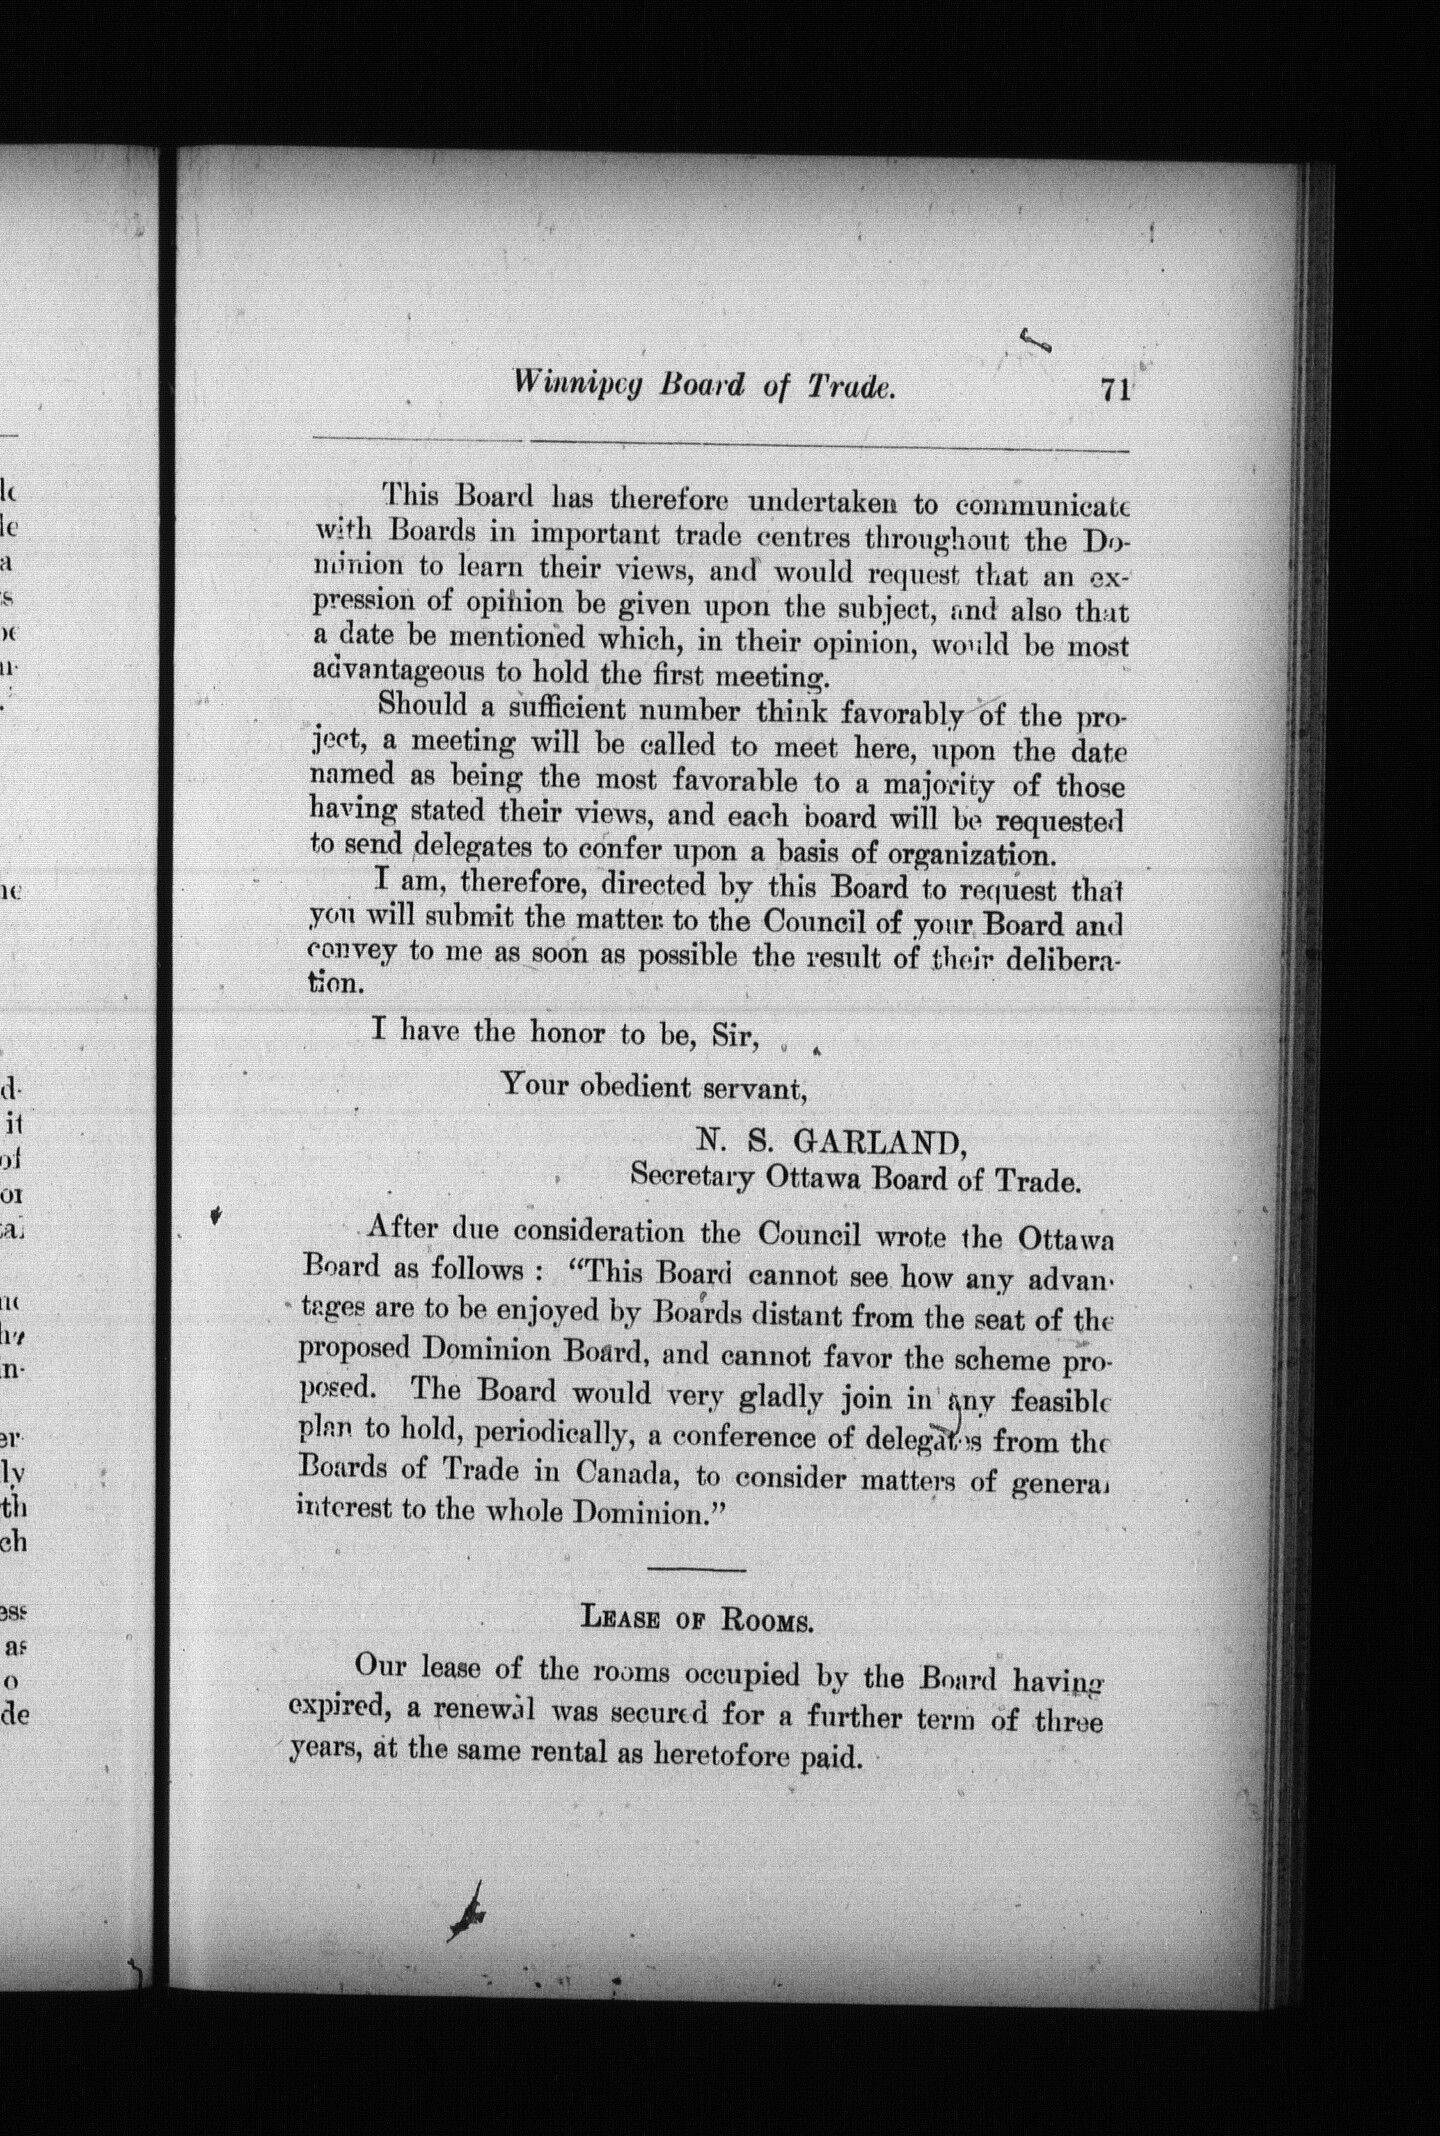 Winnipeg Board of Trade. 71
This Board has therefore undertaken to communicate
with Boards in important trade centres throughout the Do-
minion to learn their views, and would request that an ex-
pression of opinion be given upon the subject, and also that
a date be mentioned which, in their opinion, would be most
advantageous to hold the first meeting.
Should a sufficient number think favorably of the pro-
ject, a meeting will be called to meet here, upon the date
named as being the most favorable to a majority of those
having stated their views, and each board will be requested
to send delegates to confer upon a basis of organization.
I am, therefore, directed by this Board to request that
you will submit the matter to the Council of your Board and
convey to me as soon as possible the result of their delibera-
tion.
I have the honor to be, Sir,
Your obedient servant,
N. S. GARLAND,
Secretary Ottawa Board of Trade.
After due consideration the Council wrote the Ottawa
Board as follows : “This Board cannot see how any advan-
tages are to be enjoyed by Boards distant from the seat of the
proposed Dominion Board, and cannot favor the scheme pro-
posed. The Board would very gladly join in any feasible
plan to hold, periodically, a conference of delegates from the
Boards of Trade in Canada, to consider matters of general
interest to the whole Dominion.”
LEASE OF ROOMS.
Our lease of the rooms occupied by the Board having
expired, a renewal was secured for a further term of three
years, at the same rental as heretofore paid.